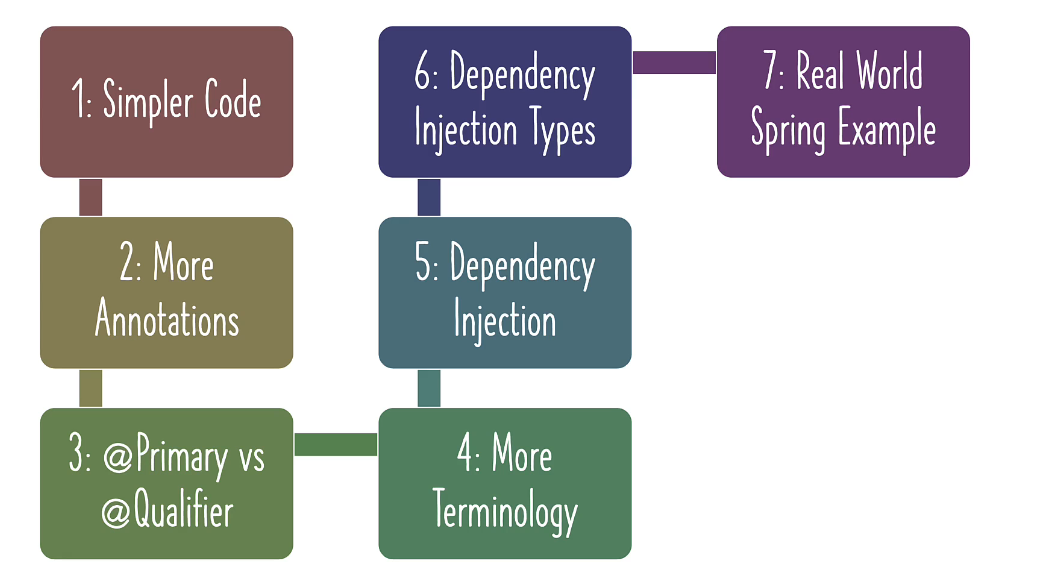 1: Simpler Code
2: More
Annotations
3: @Primary vs
@Qualifier
4: More
Terminology
5: Dependency
Injection
6: Dependency
Injection Types
7: Real World
Spring Example